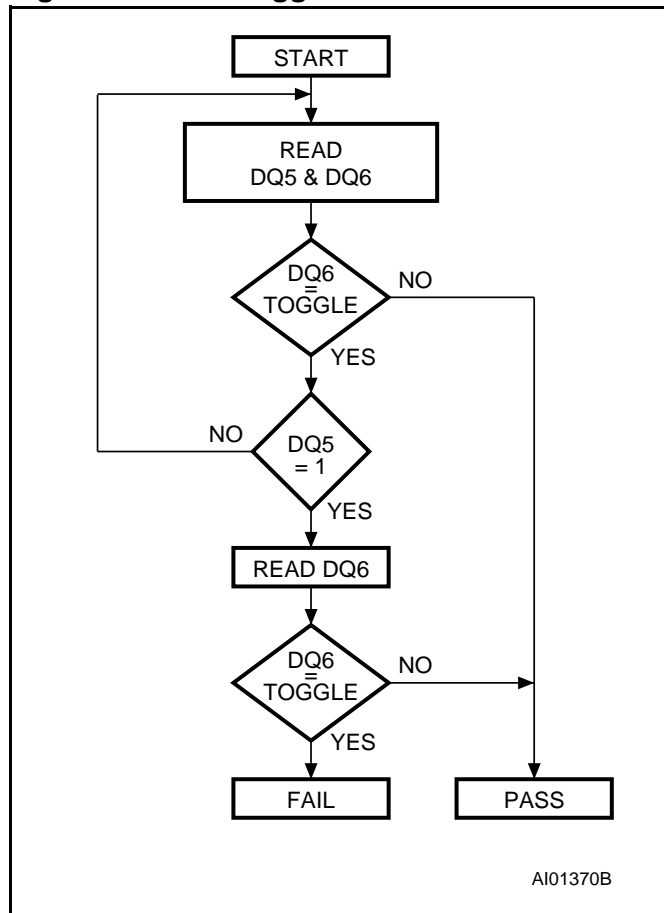 START
READ
DQ5 & DQ6
DQ6
=
TOGGLE
NO
YES
NO
DQ5
= 1
YES
READ DQ6
DQ6
=
TOGGLE
NO
YES
FAIL
PASS
AI01370B